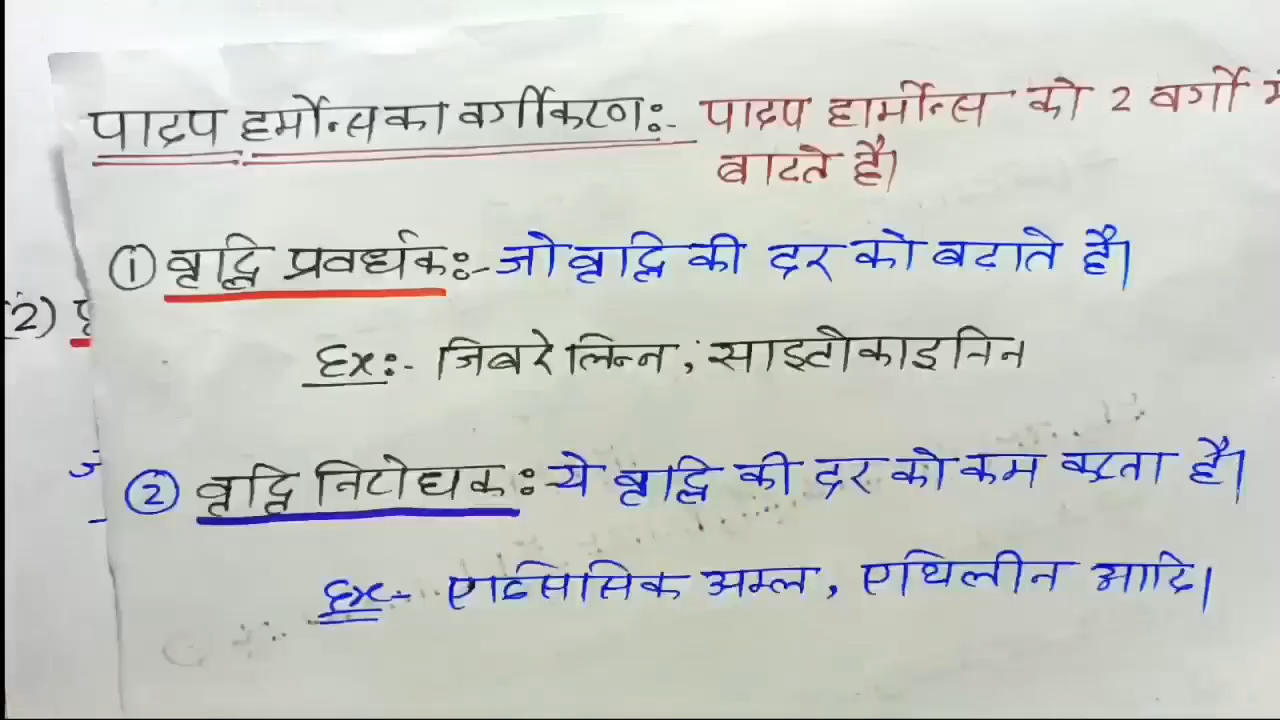 पादप हर्मोन्स का वर्गीकरण:- पादप हार्मोन्स को 2 वर्गों में
बाटते है।
① वृद्धि प्रवर्धक:- जो वृद्धि की दर को बढ़ाते है।
(2)
Ex:- जिबरेलिन्न, साइटोकाइनिन
② वृद्धि निरोधक: ये वृद्धि की दर को कम करता है।
Ex:- एब्सिसिक अम्ल, एथिलीन आदि।